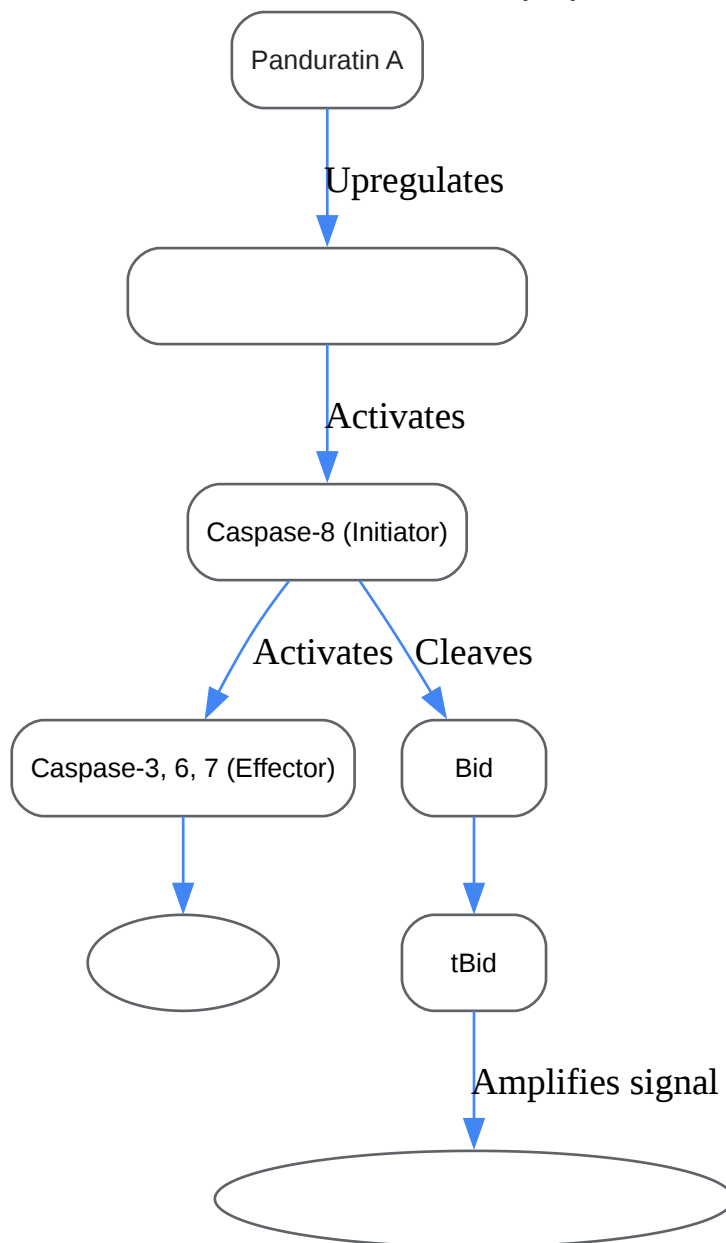 Panduratin A
Upregulates
Activates
Caspase-8 (Initiator)
Activates
Cleaves
Caspase-3, 6, 7 (Effector)
Bid
tBid
Amplifies signal